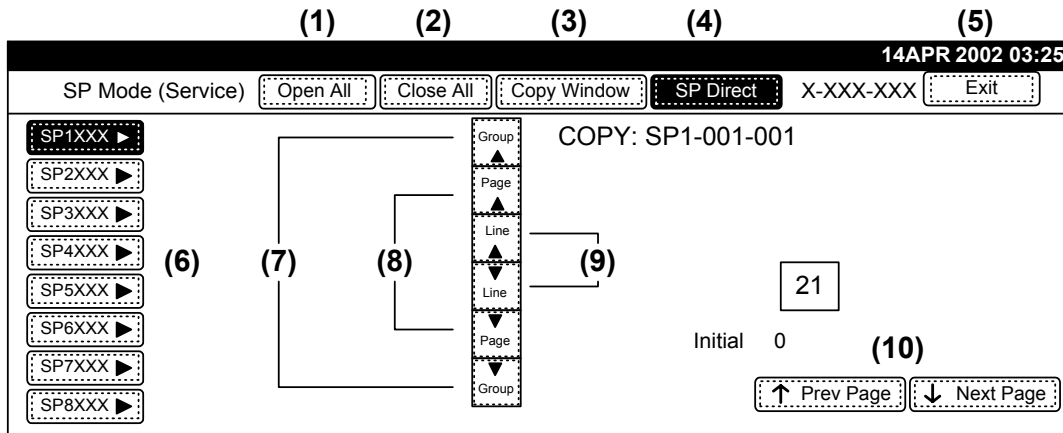 (1) (2) (3) (4) (5)
14APR 2002 03:25
SP Mode (Service) Open All Close All Copy Window SP Direct X-XXX-XXX Exit
SP1XXX
SP2XXX
SP3XXX
SP4XXX
SP5XXX
SP6XXX
SP7XXX
SP8XXX
(6) (7) (8) (9)
Group
Page
Line
Line
Page
Group
COPY: SP1-001-001
21
Initial 0
(10)
Prev Page Next Page